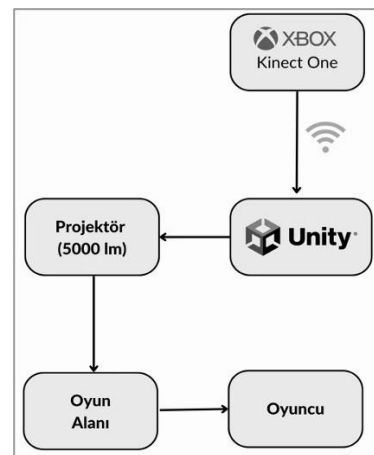 XBOX
Kinect One
Unity
Projektör
(5000 lm)
Oyun
Alanı
Oyuncu